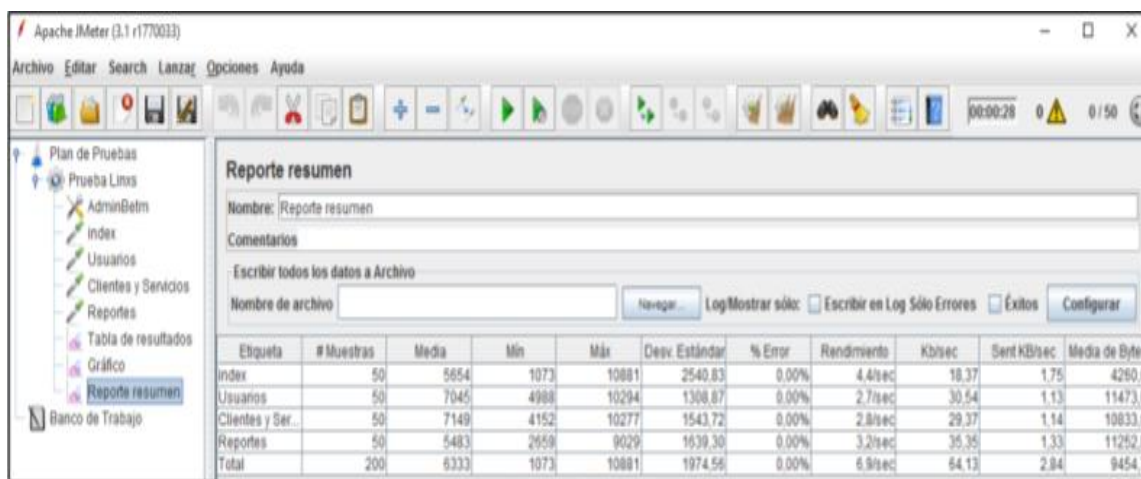 Apache JMeter (3.1 r1770033)
Archivo Editar Search Lanzar Opciones Ayuda
00:00:28 0 0 / 50
Plan de Pruebas
Prueba Linxs
AdminBetm
index
Usuarios
Clientes y Servicios
Reportes
Tabla de resultados
Gráfico
Reporte resumen
Banco de Trabajo
Reporte resumen
Nombre: Reporte resumen
Comentarios
Escribir todos los datos a Archivo
Nombre de archivo Navegar... Log/Mostrar sólo: Escribir en Log Sólo Errores Éxitos Configurar
Etiqueta # Muestras Media Mín Máx Desv. Estándar % Error Rendimiento Kb/sec Sent KB/sec Media de Byte
index 50 5654 1073 10881 2540,83 0,00% 4,4/sec 18,37 1,75 4260,
Usuarios 50 7045 4988 10294 1308,87 0,00% 2,7/sec 30,54 1,13 11473,
Clientes y Ser... 50 7149 4152 10277 1543,72 0,00% 2,8/sec 29,37 1,14 10833,
Reportes 50 5483 2659 9029 1639,30 0,00% 3,2/sec 35,35 1,33 11252,
Total 200 6333 1073 10881 1974,56 0,00% 6,9/sec 64,13 2,84 9454,